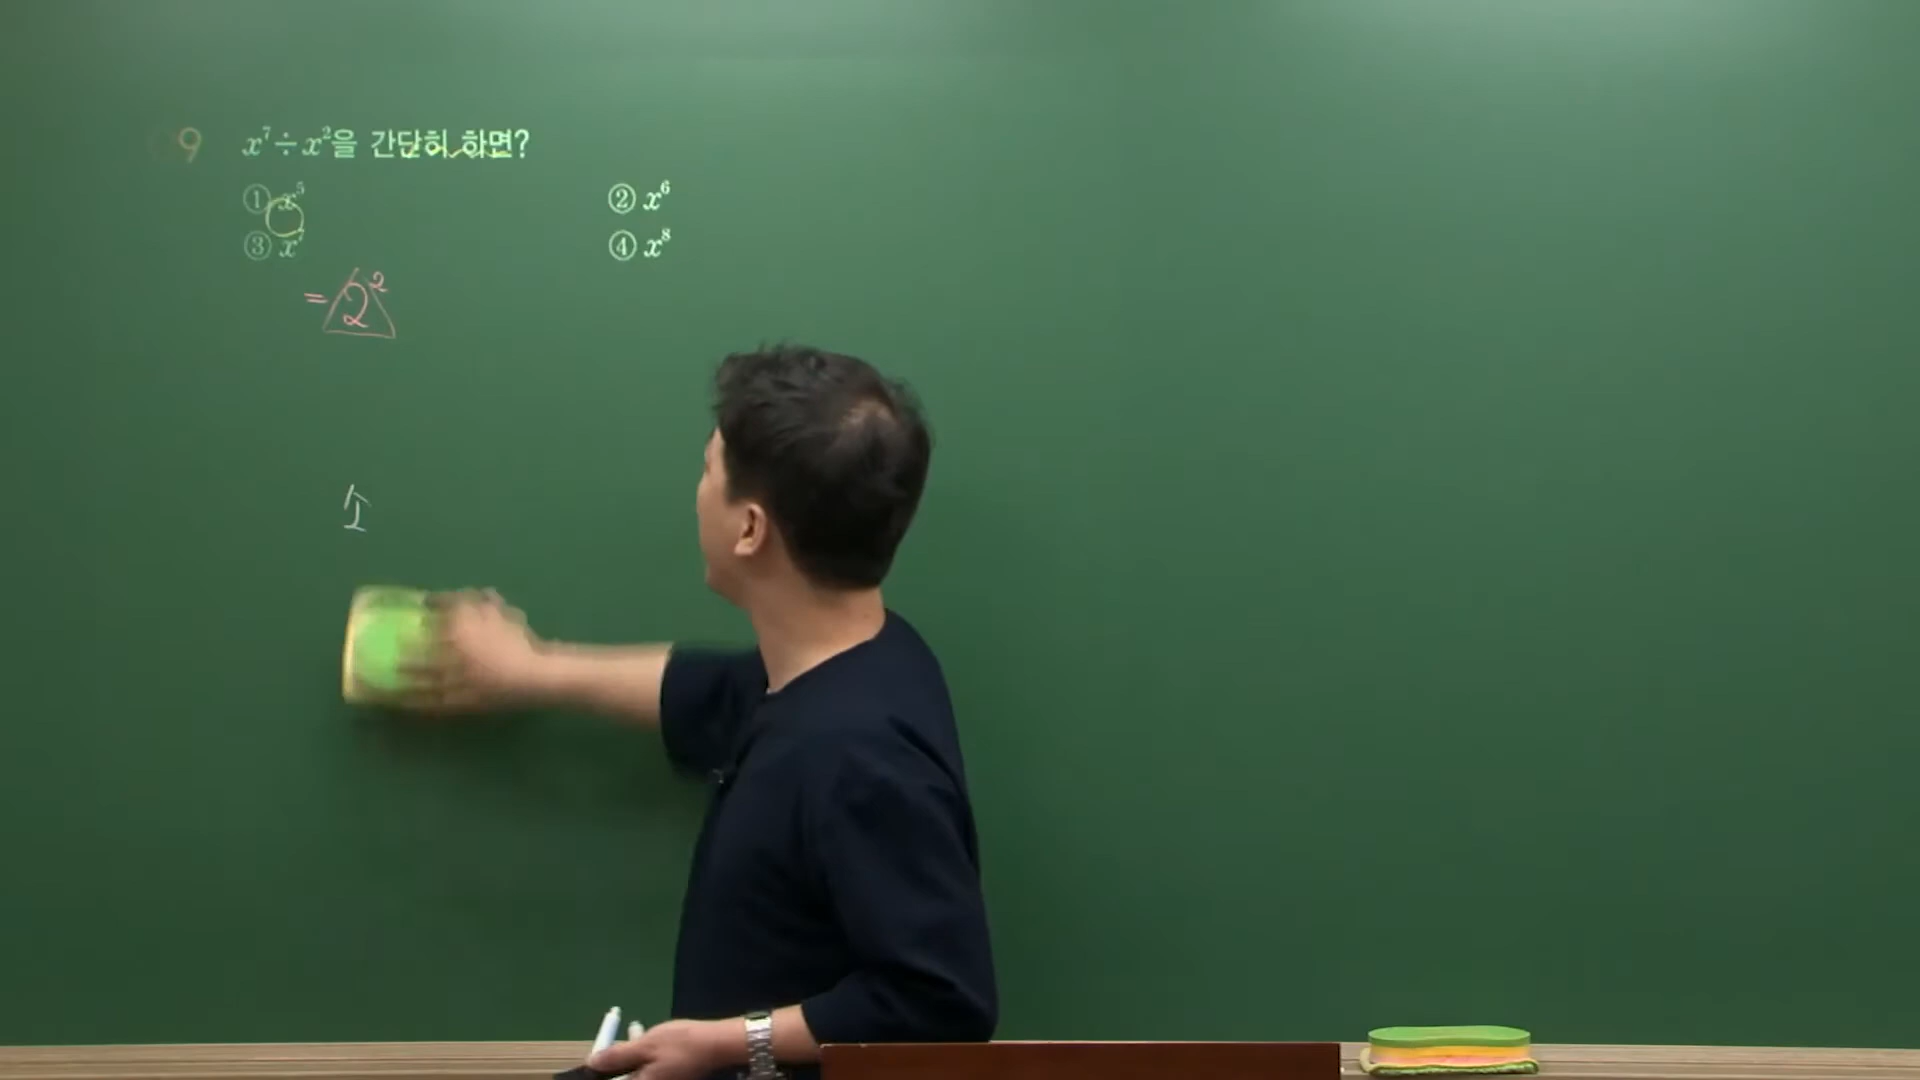 9 x⁷÷x²을 간단히 하면?
① x⁵ ② x⁶
③ x⁷ ④ x⁸
=2²